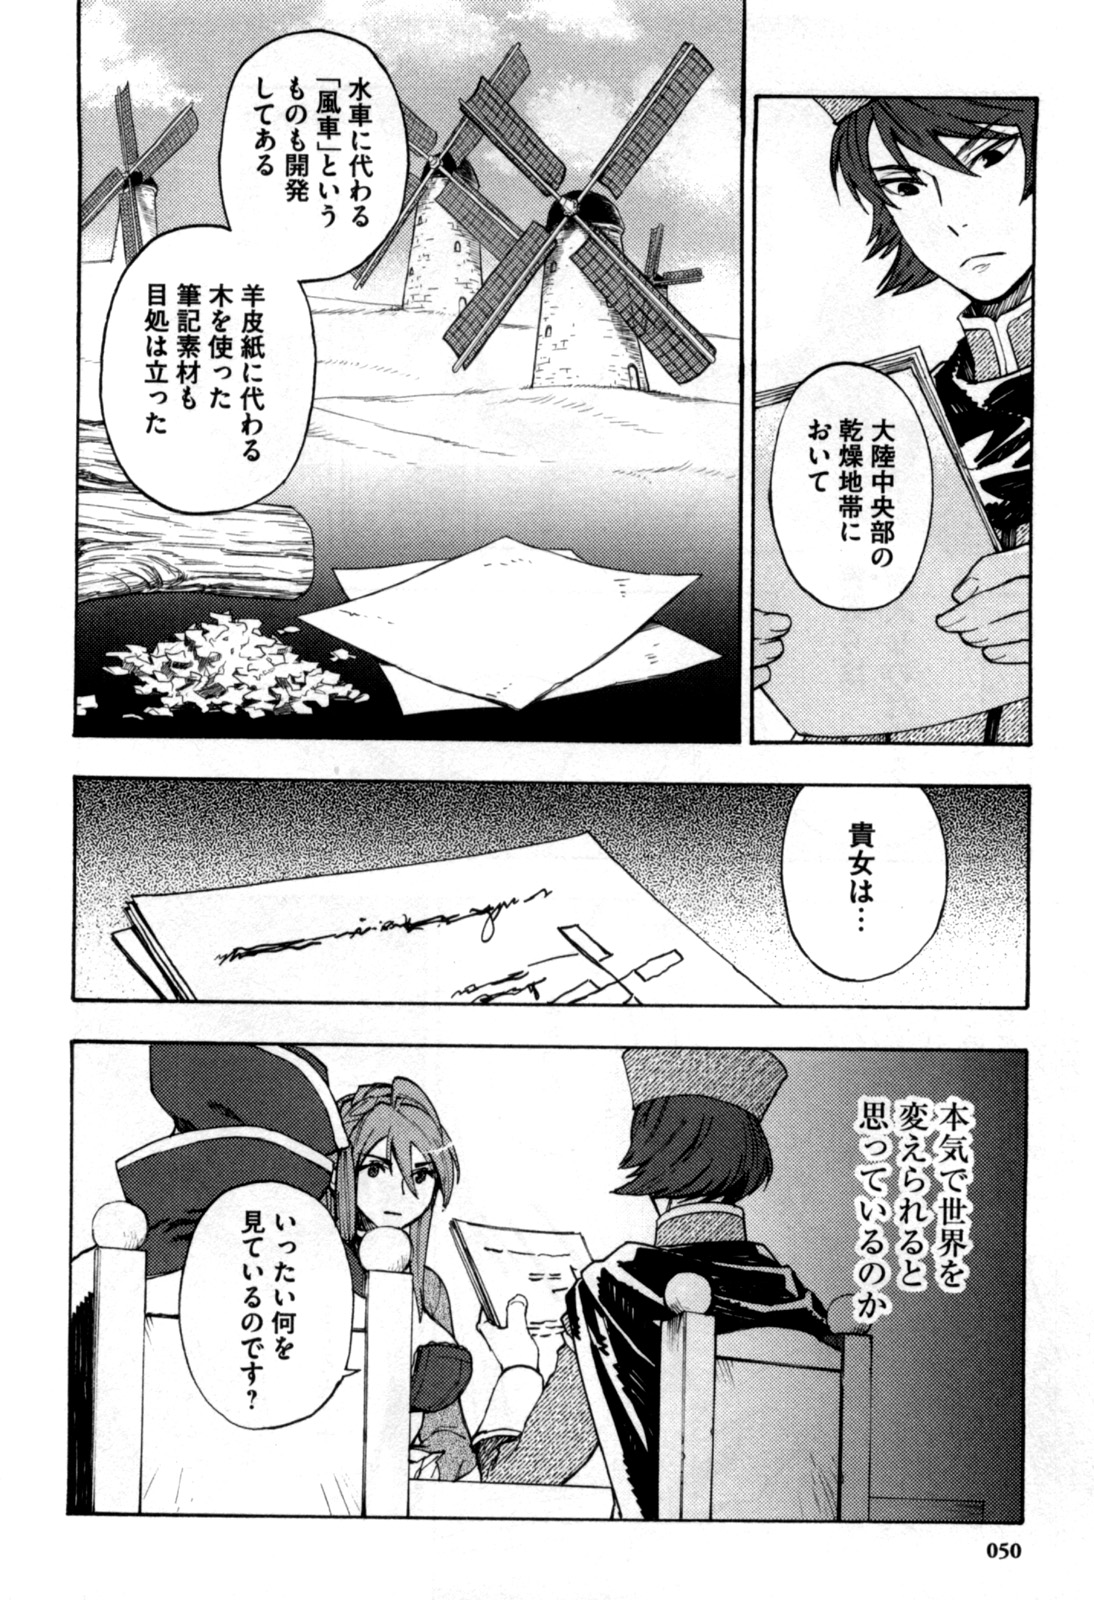 大陸中央部の
乾燥地帯に
おいて
水車に代わる
「風車」という
ものも開発
してある
羊皮紙に代わる
木を使った
筆記素材も
目処は立った
貴女は…
本気で世界を
変えられると
思っているのか
いったい何を
見ているのです?
050